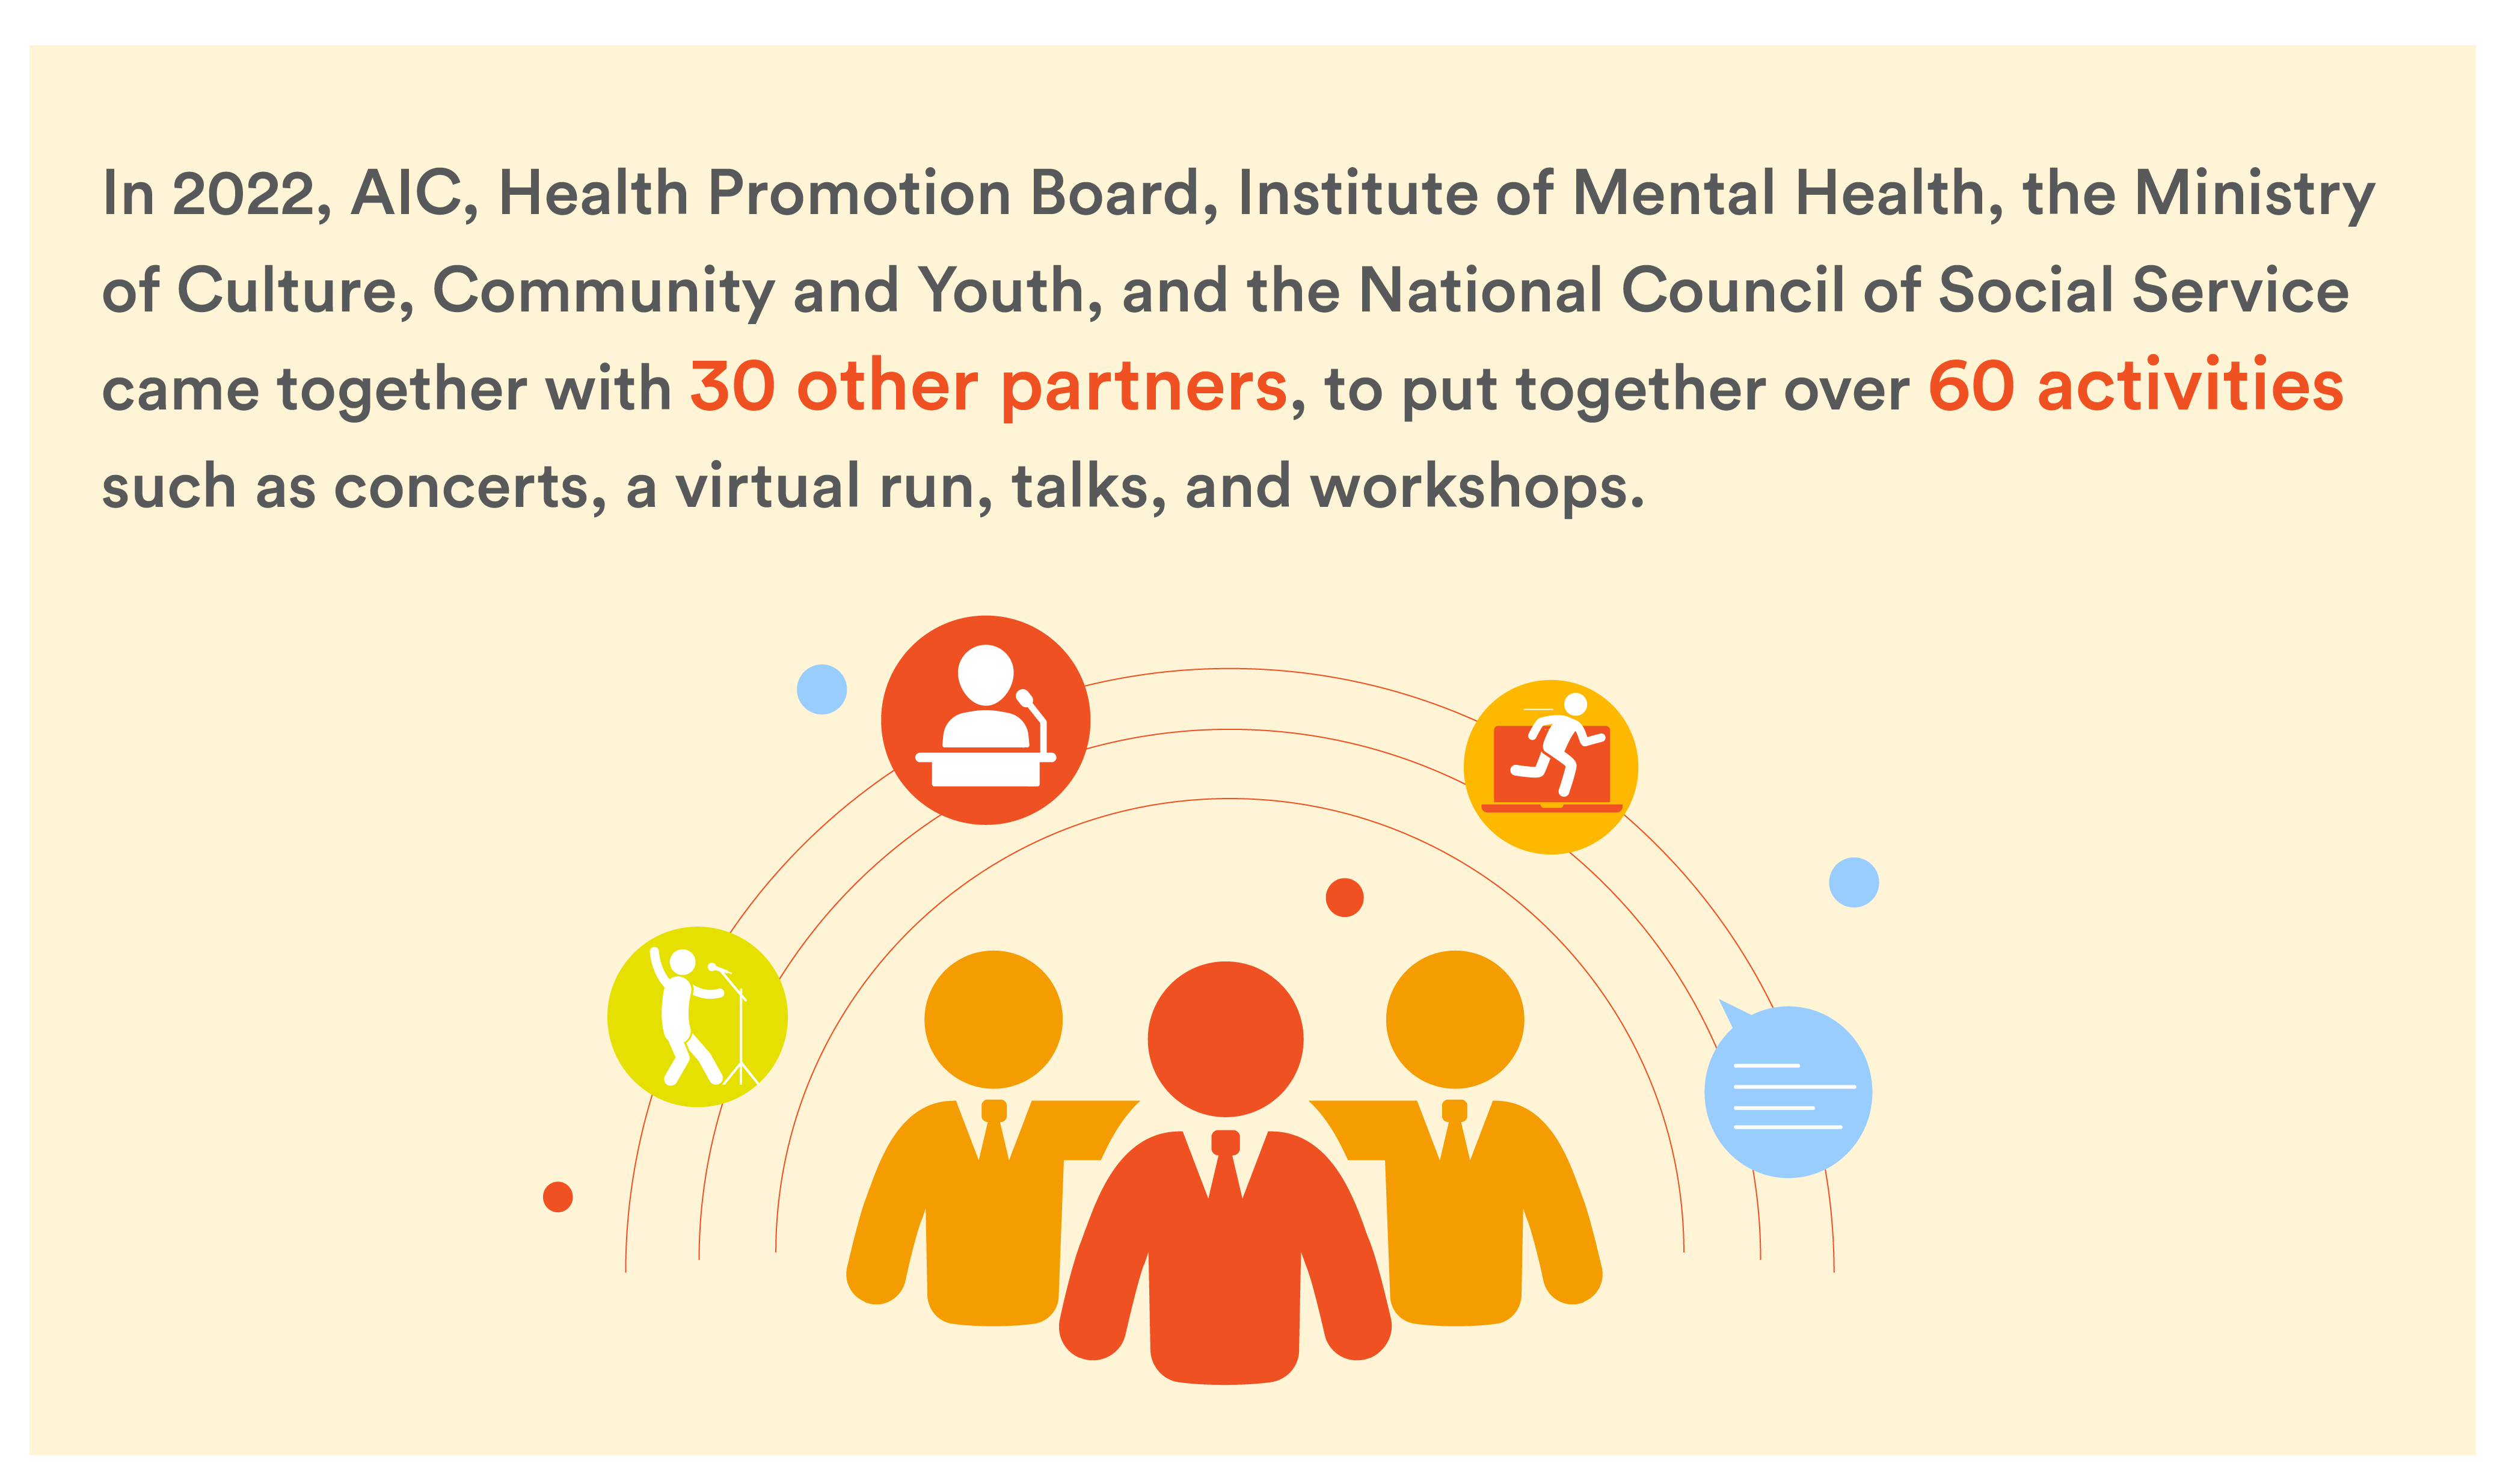 In 2022, AIC, Health Promotion Board, Institute of Mental Health, the Ministry
of Culture, Community and Youth, and the National Council of Social Service
came together with 30 other partners, to put together over 60 activities
such as concerts, a virtual run, talks, and workshops.